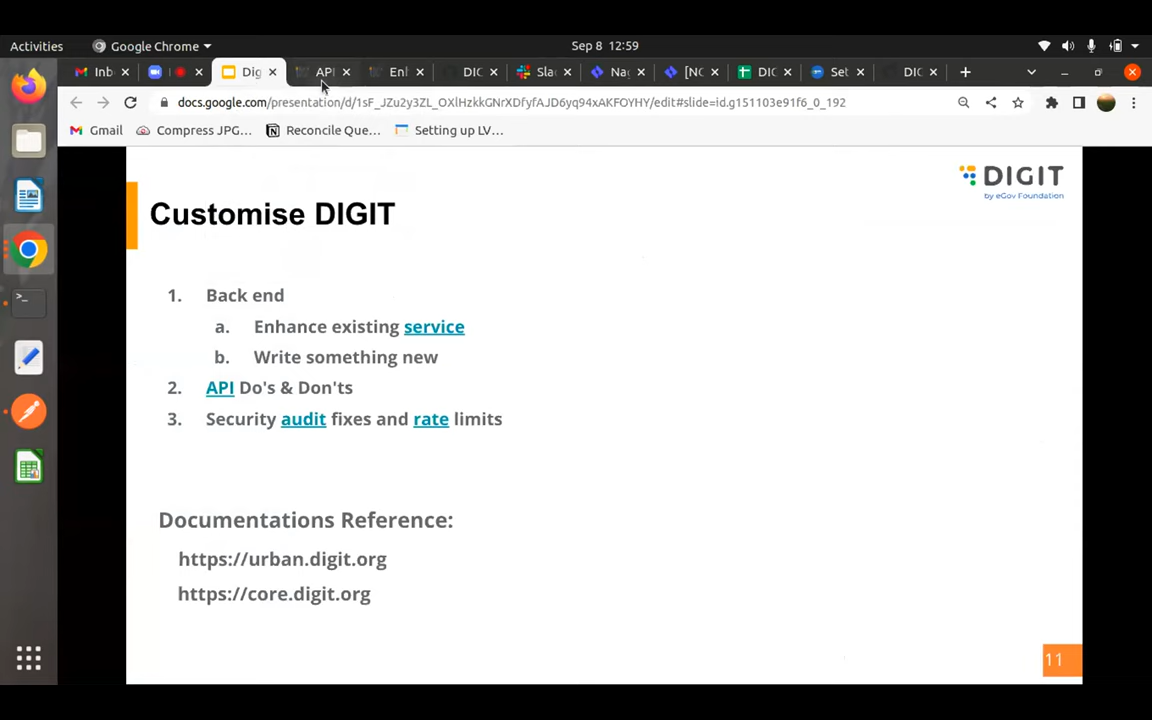 Activities
Google Chrome
Sep 8 12:59
Inb
Dig
API
Enl
DIC
Sla
Nag
[NC
DIC
Set
DIC
docs.google.com/presentation/d/1sF_JZu2y3ZL_OXlHzkkGNrXDfyfAJD6yq94xAKFOYHY/edit#slide=id.g151103e91f6_0_192
Gmail
Compress JPG...
Reconcile Que...
Setting up LV...
DIGIT
by eGov Foundation
Customise DIGIT
1. Back end
a. Enhance existing service
b. Write something new
2. API Do's & Don'ts
3. Security audit fixes and rate limits
Documentations Reference:
https://urban.digit.org
https://core.digit.org
11